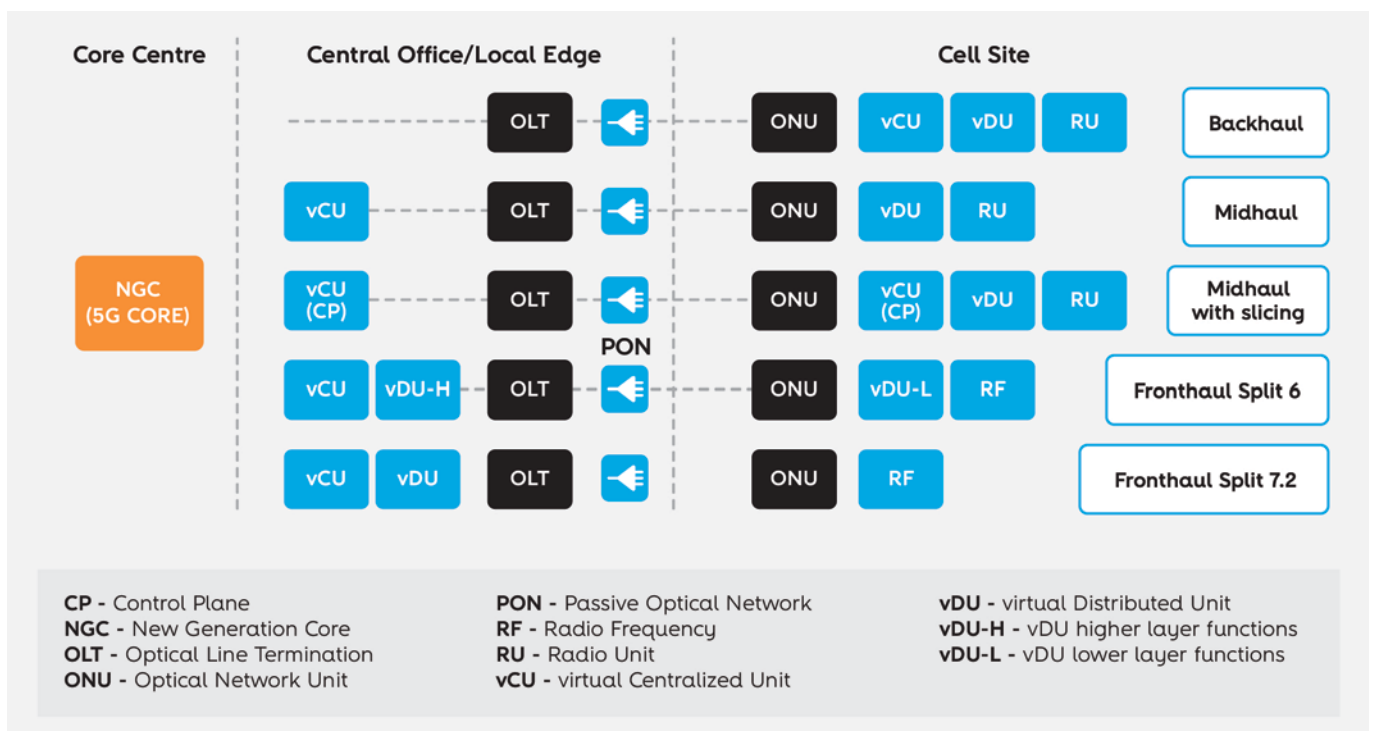 Core Centre
Central Office/Local Edge
Cell Site
OLT
ONU
vCU
vDU
RU
Backhaul
vCU
OLT
ONU
vDU
RU
Midhaul
NGC
(5G CORE)
vCU
(CP)
OLT
ONU
vCU
(CP)
vDU
RU
Midhaul
with slicing
PON
vCU
vDU-H
OLT
ONU
vDU-L
RF
Fronthaul Split 6
vCU
vDU
OLT
ONU
RF
Fronthaul Split 7.2
CP - Control Plane
NGC - New Generation Core
OLT - Optical Line Termination
ONU - Optical Network Unit
PON - Passive Optical Network
RF - Radio Frequency
RU - Radio Unit
vCU - virtual Centralized Unit
vDU - virtual Distributed Unit
vDU-H - vDU higher layer functions
vDU-L - vDU lower layer functions